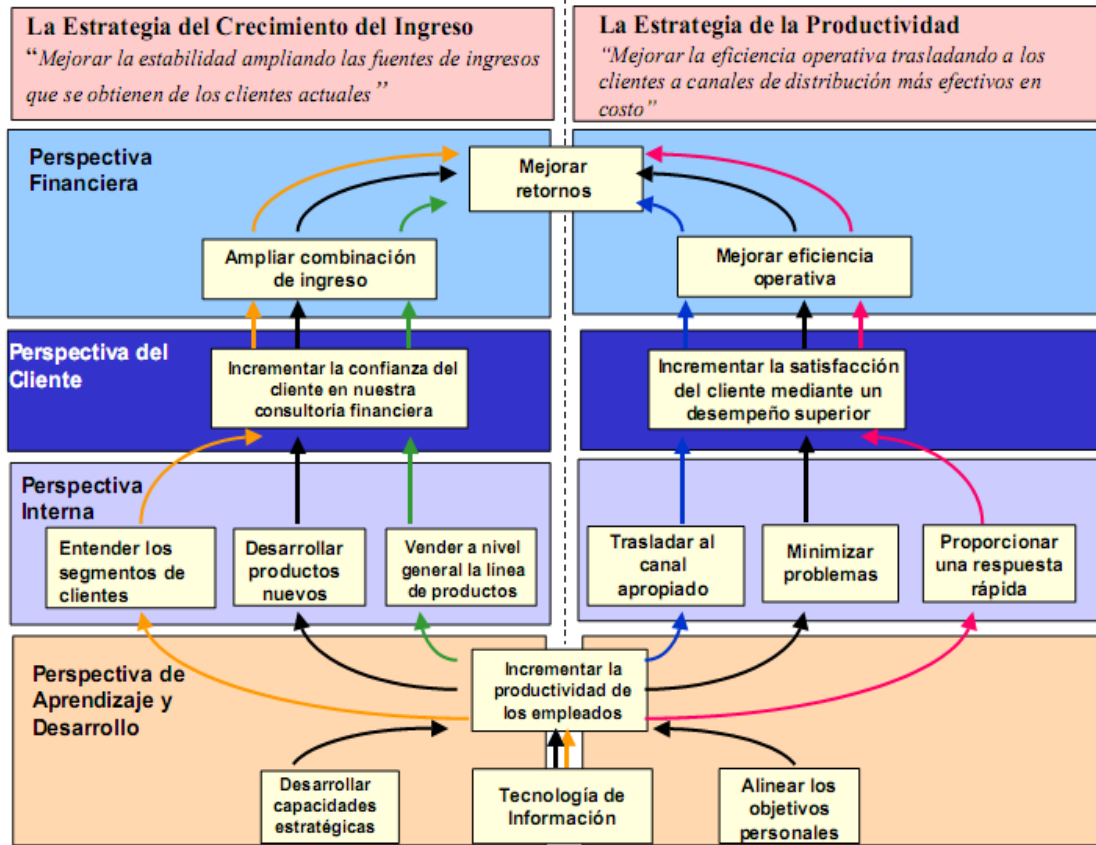 La Estrategia del Crecimiento del Ingreso
“Mejorar la estabilidad ampliando las fuentes de ingresos
que se obtienen de los clientes actuales”
La Estrategia de la Productividad
“Mejorar la eficiencia operativa trasladando a los
clientes a canales de distribución más efectivos en
costo”
Perspectiva
Financiera
Mejorar
retornos
Ampliar combinación
de ingreso
Mejorar eficiencia
operativa
Perspectiva del
Cliente
Incrementar la confianza del
cliente en nuestra
consultoría financiera
Incrementar la satisfacción
del cliente mediante un
desempeño superior
Perspectiva
Interna
Entender los
segmentos de
clientes
Desarrollar
productos
nuevos
Vender a nivel
general la línea
de productos
Trasladar al
canal
apropiado
Minimizar
problemas
Proporcionar
una respuesta
rápida
Perspectiva de
Aprendizaje y
Desarrollo
Incrementar la
productividad de
los empleados
Desarrollar
capacidades
estratégicas
Tecnología de
Información
Alinear los
objetivos
personales